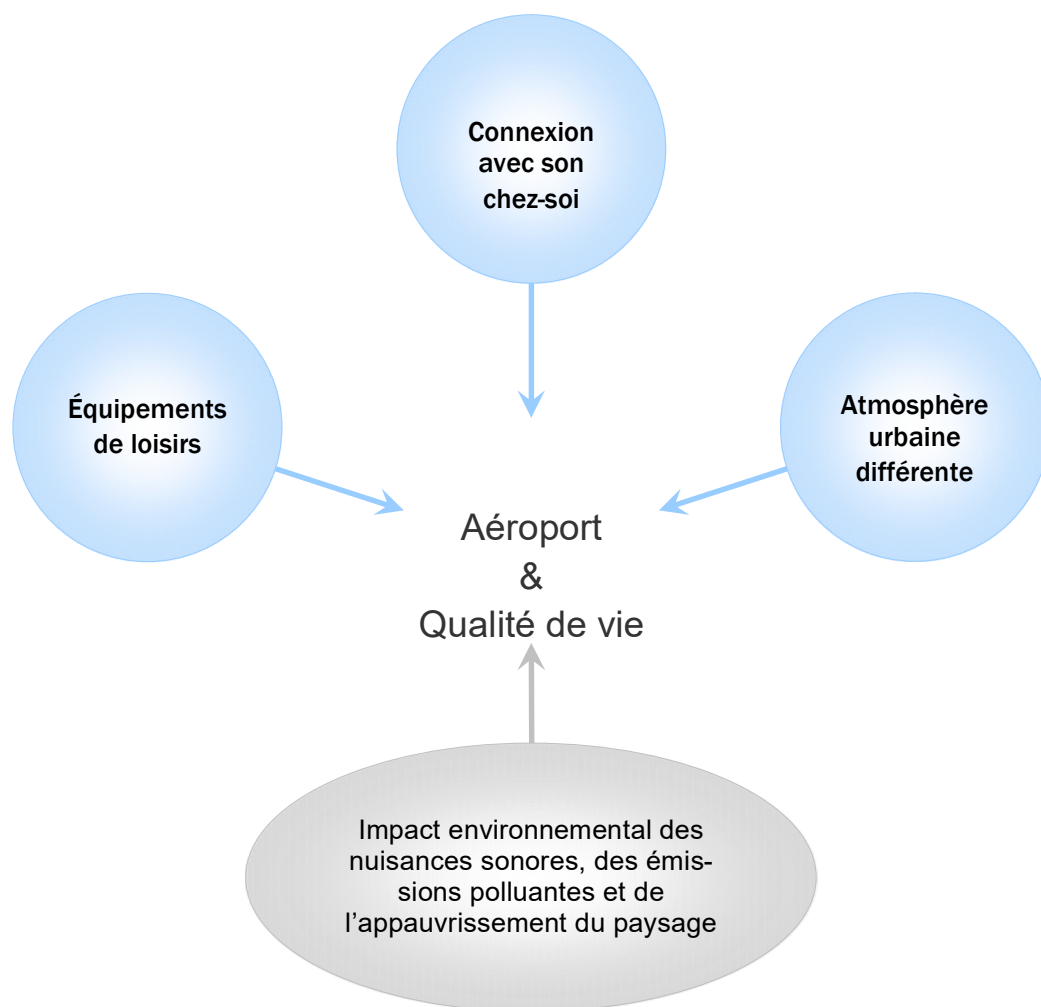 Connexion
avec son
chez-soi
Équipements
de loisirs
Atmosphère
urbaine
différente
Aéroport
&
Qualité de vie
Impact environnemental des
nuisances sonores, des émis-
sions polluantes et de
l’appauvrissement du paysage